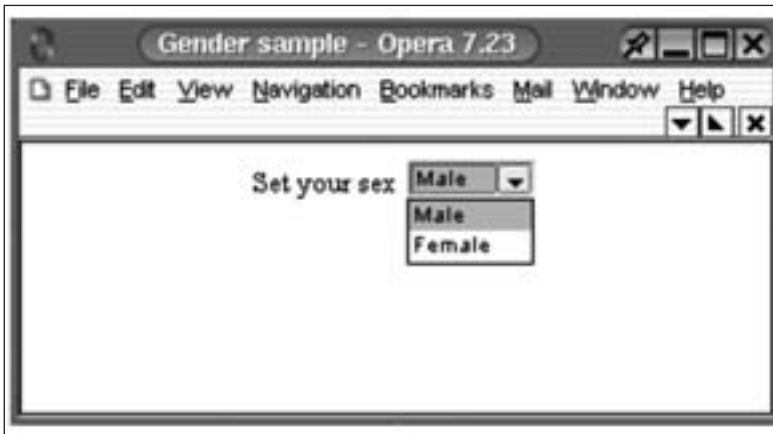 Gender sample - Opera 7.23
File Edit View Navigation Bookmarks Mail Window Help
Set your sex Male
Male
Female